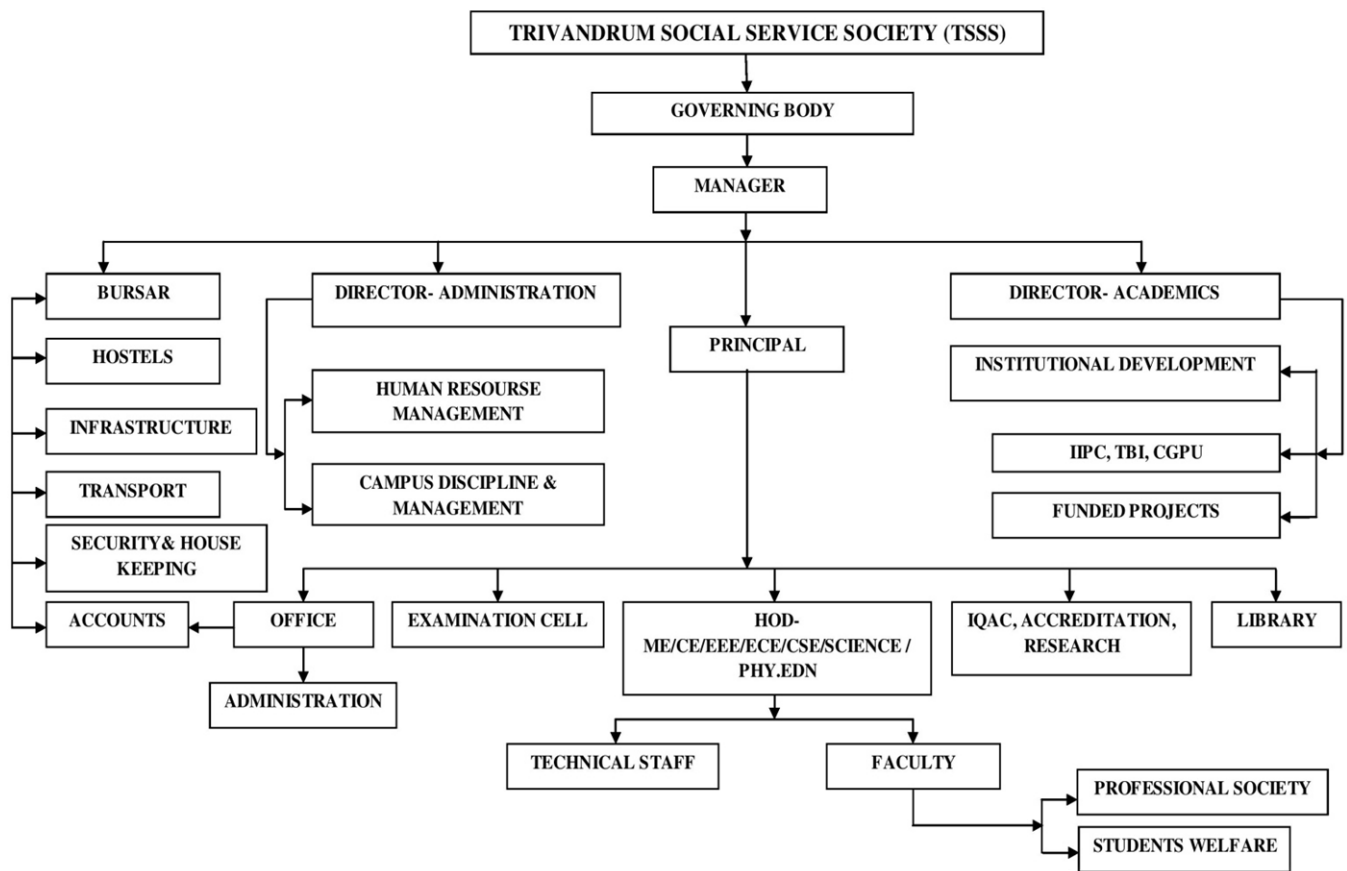 TRIVANDRUM SOCIAL SERVICE SOCIETY (TSSS)
GOVERNING BODY
MANAGER
BURSAR
DIRECTOR- ADMINISTRATION
DIRECTOR- ACADEMICS
PRINCIPAL
HOSTELS
INSTITUTIONAL DEVELOPMENT
HUMAN RESOURSE
MANAGEMENT
INFRASTRUCTURE
IIPC, TBI, CGPU
TRANSPORT
CAMPUS DISCIPLINE &
MANAGEMENT
FUNDED PROJECTS
SECURITY& HOUSE
KEEPING
ACCOUNTS
OFFICE
EXAMINATION CELL
HOD-
ME/CE/EEE/ECE/CSE/SCIENCE /
PHY.EDN
IQAC, ACCREDITATION,
RESEARCH
LIBRARY
ADMINISTRATION
TECHNICAL STAFF
FACULTY
PROFESSIONAL SOCIETY
STUDENTS WELFARE